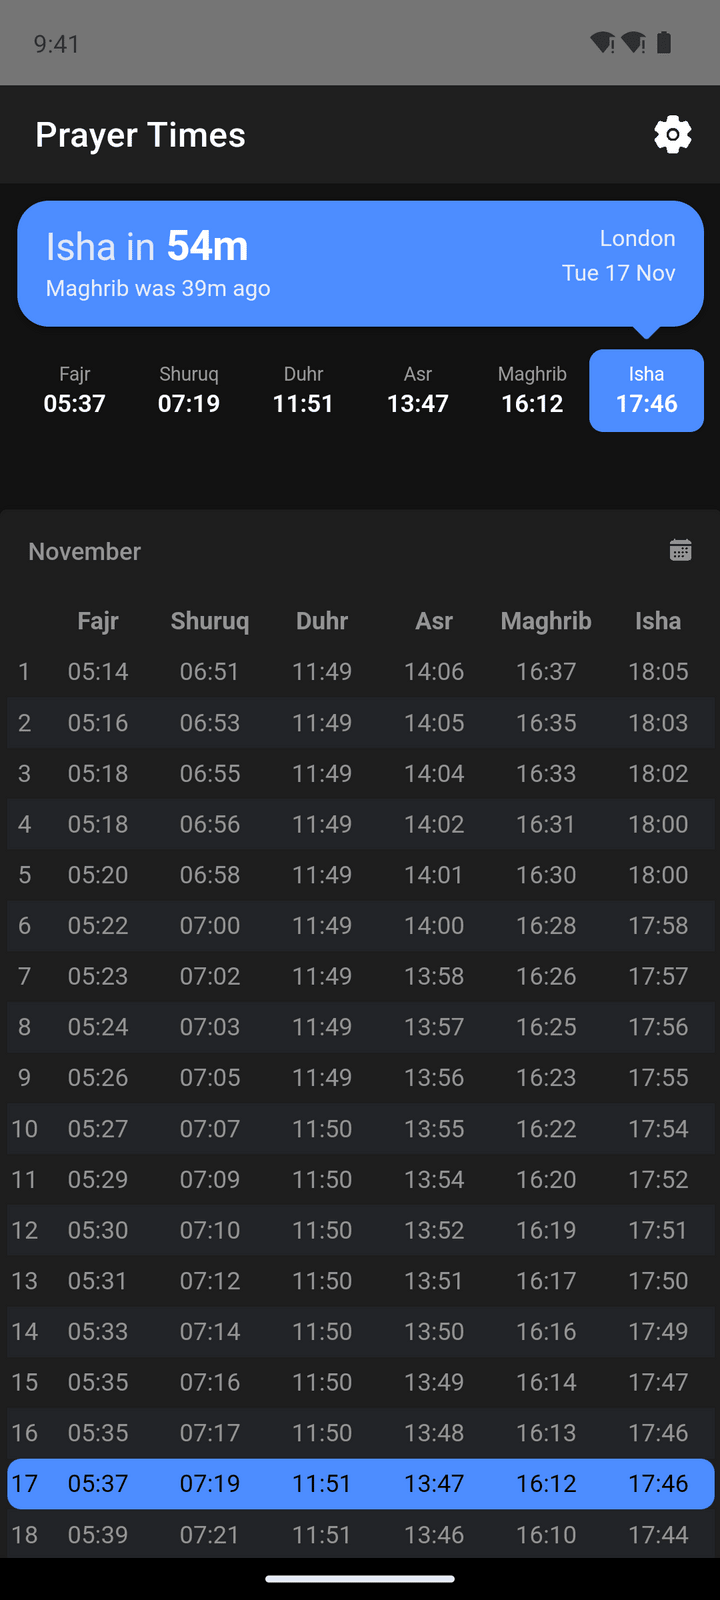 9:41
Prayer Times
Isha in 54m
London
Maghrib was 39m ago
Tue 17 Nov
Fajr Shuruq Duhr Asr Maghrib Isha
05:37 07:19 11:51 13:47 16:12 17:46
November
Fajr Shuruq Duhr Asr Maghrib Isha
1 05:14 06:51 11:49 14:06 16:37 18:05
2 05:16 06:53 11:49 14:05 16:35 18:03
3 05:18 06:55 11:49 14:04 16:33 18:02
4 05:18 06:56 11:49 14:02 16:31 18:00
5 05:20 06:58 11:49 14:01 16:30 18:00
6 05:22 07:00 11:49 14:00 16:28 17:58
7 05:23 07:02 11:49 13:58 16:26 17:57
8 05:24 07:03 11:49 13:57 16:25 17:56
9 05:26 07:05 11:49 13:56 16:23 17:55
10 05:27 07:07 11:50 13:55 16:22 17:54
11 05:29 07:09 11:50 13:54 16:20 17:52
12 05:30 07:10 11:50 13:52 16:19 17:51
13 05:31 07:12 11:50 13:51 16:17 17:50
14 05:33 07:14 11:50 13:50 16:16 17:49
15 05:35 07:16 11:50 13:49 16:14 17:47
16 05:35 07:17 11:50 13:48 16:13 17:46
17 05:37 07:19 11:51 13:47 16:12 17:46
18 05:39 07:21 11:51 13:46 16:10 17:44